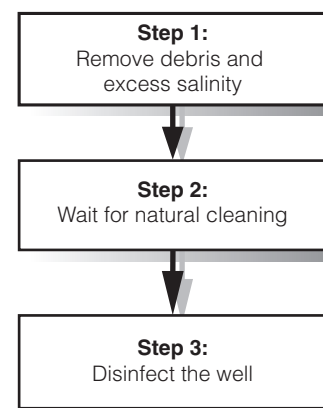 Step 1:
Remove debris and
excess salinity
Step 2:
Wait for natural cleaning
Step 3:
Disinfect the well